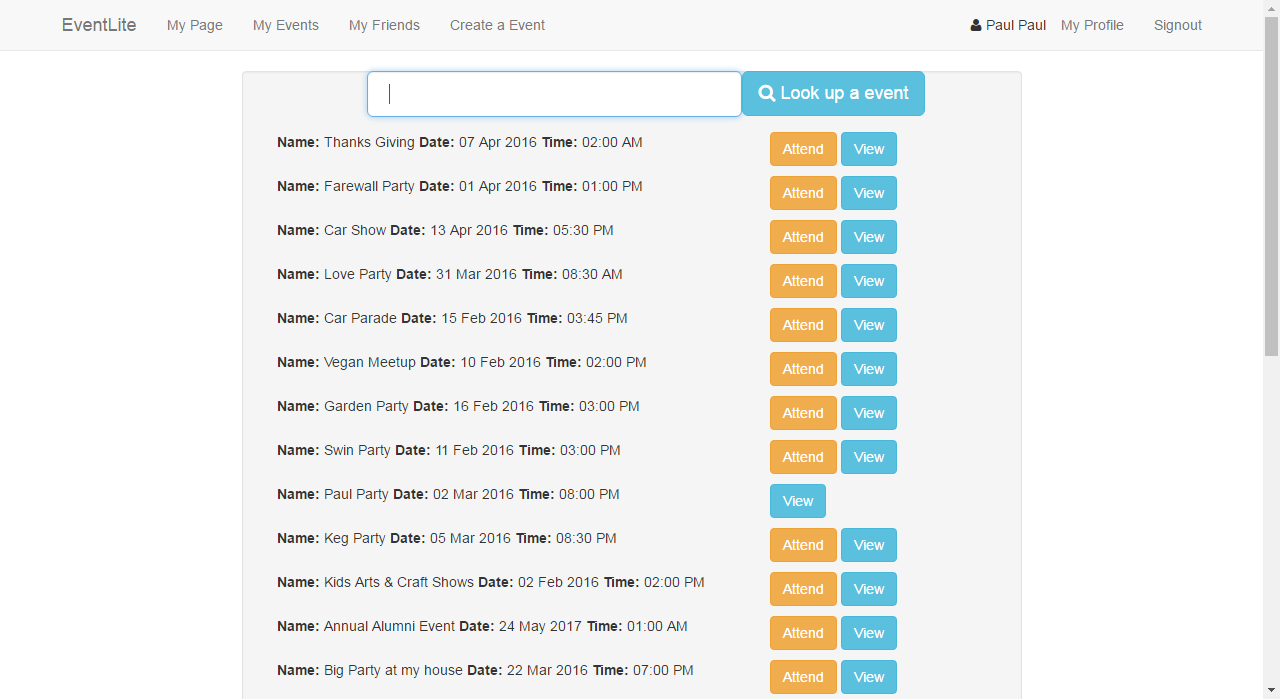 EventLite My Page My Events My Friends Create a Event Paul Paul My Profile Signout
Look up a event
Name: Thanks Giving Date: 07 Apr 2016 Time: 02:00 AM Attend View
Name: Farewall Party Date: 01 Apr 2016 Time: 01:00 PM Attend View
Name: Car Show Date: 13 Apr 2016 Time: 05:30 PM Attend View
Name: Love Party Date: 31 Mar 2016 Time: 08:30 AM Attend View
Name: Car Parade Date: 15 Feb 2016 Time: 03:45 PM Attend View
Name: Vegan Meetup Date: 10 Feb 2016 Time: 02:00 PM Attend View
Name: Garden Party Date: 16 Feb 2016 Time: 03:00 PM Attend View
Name: Swin Party Date: 11 Feb 2016 Time: 03:00 PM Attend View
Name: Paul Party Date: 02 Mar 2016 Time: 08:00 PM View
Name: Keg Party Date: 05 Mar 2016 Time: 08:30 PM Attend View
Name: Kids Arts & Craft Shows Date: 02 Feb 2016 Time: 02:00 PM Attend View
Name: Annual Alumni Event Date: 24 May 2017 Time: 01:00 AM Attend View
Name: Big Party at my house Date: 22 Mar 2016 Time: 07:00 PM Attend View